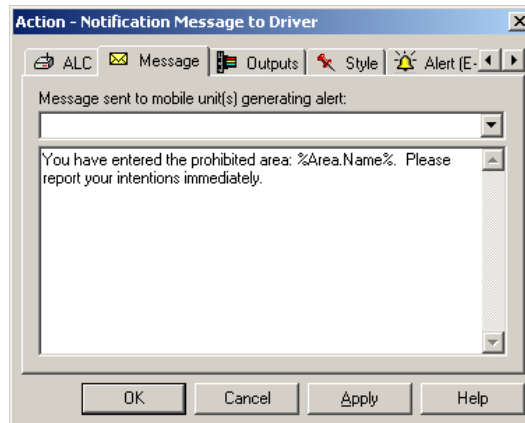 Action - Notification Message to Driver
ALC Message Outputs Style Alert (E-
Message sent to mobile unit(s) generating alert:
You have entered the prohibited area: %Area.Name%.  Please
report your intentions immediately.
OK Cancel Apply Help